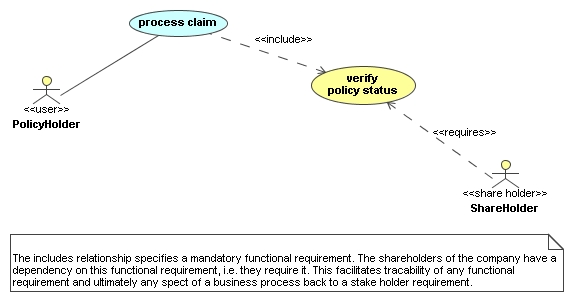 process claim
<<include>>
verify
policy status
<<user>>
PolicyHolder
<<requires>>
<<share holder>>
ShareHolder
The includes relationship specifies a mandatory functional requirement. The shareholders of the company have a
dependency on this functional requirement, i.e. they require it. This facilitates tracability of any functional
requirement and ultimately any spect of a business process back to a stake holder requirement.